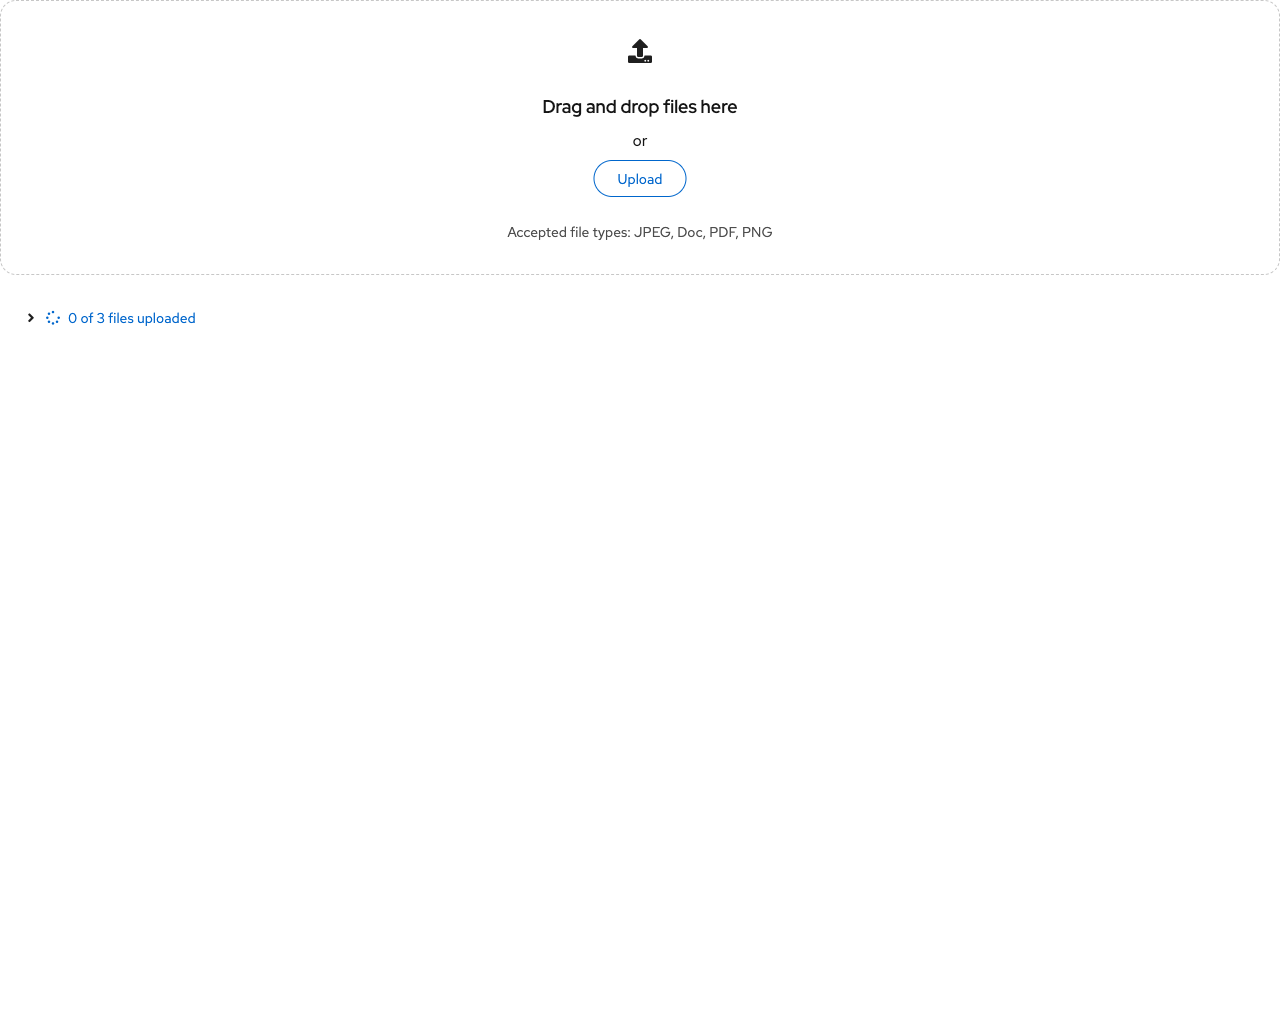 Drag and drop files here
or
Upload
Accepted file types: JPEG, Doc, PDF, PNG
0 of 3 files uploaded